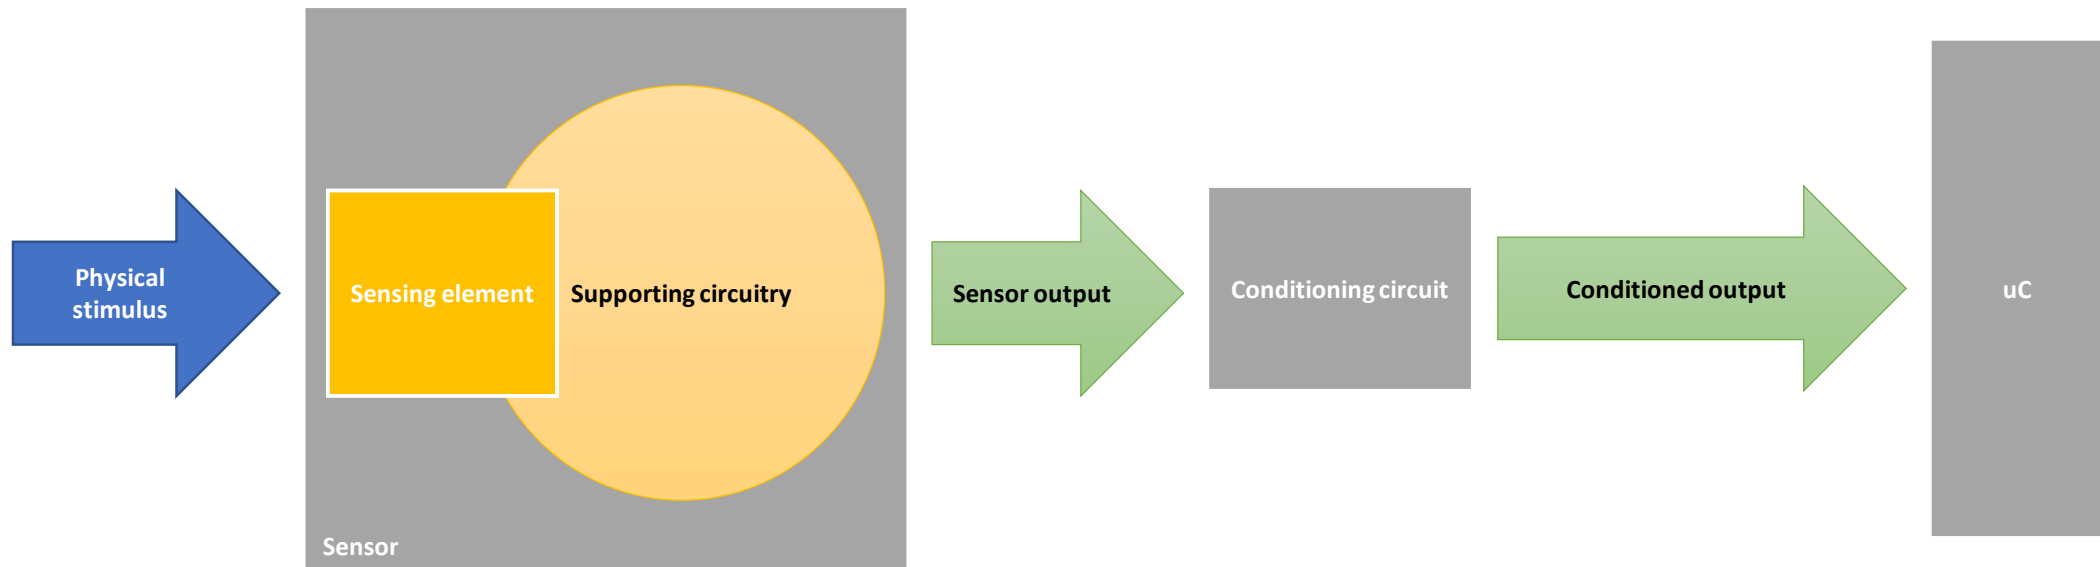 Physical
stimulus
Sensing element
Supporting circuitry
Sensor
Sensor output
Conditioning circuit
Conditioned output
uC